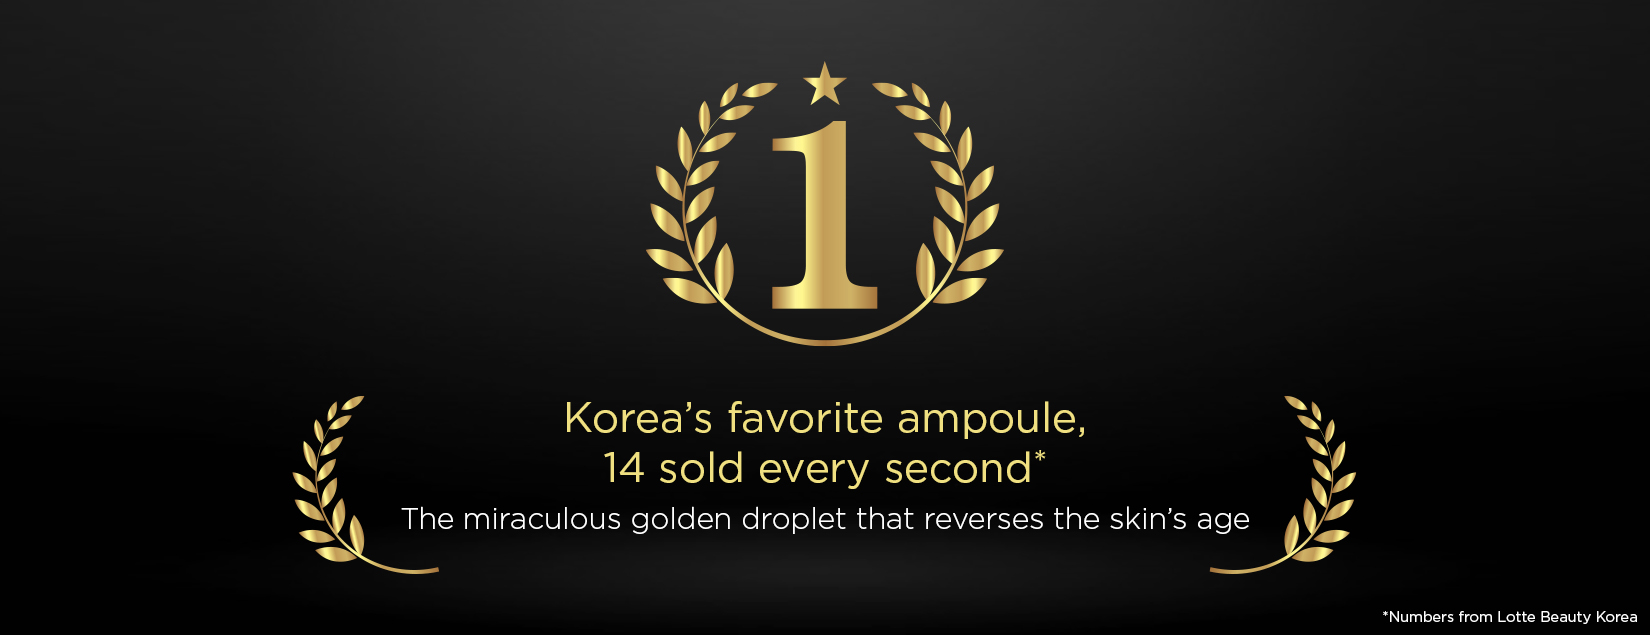 1
Korea’s favorite ampoule,
14 sold every second*
The miraculous golden droplet that reverses the skin’s age
*Numbers from Lotte Beauty Korea